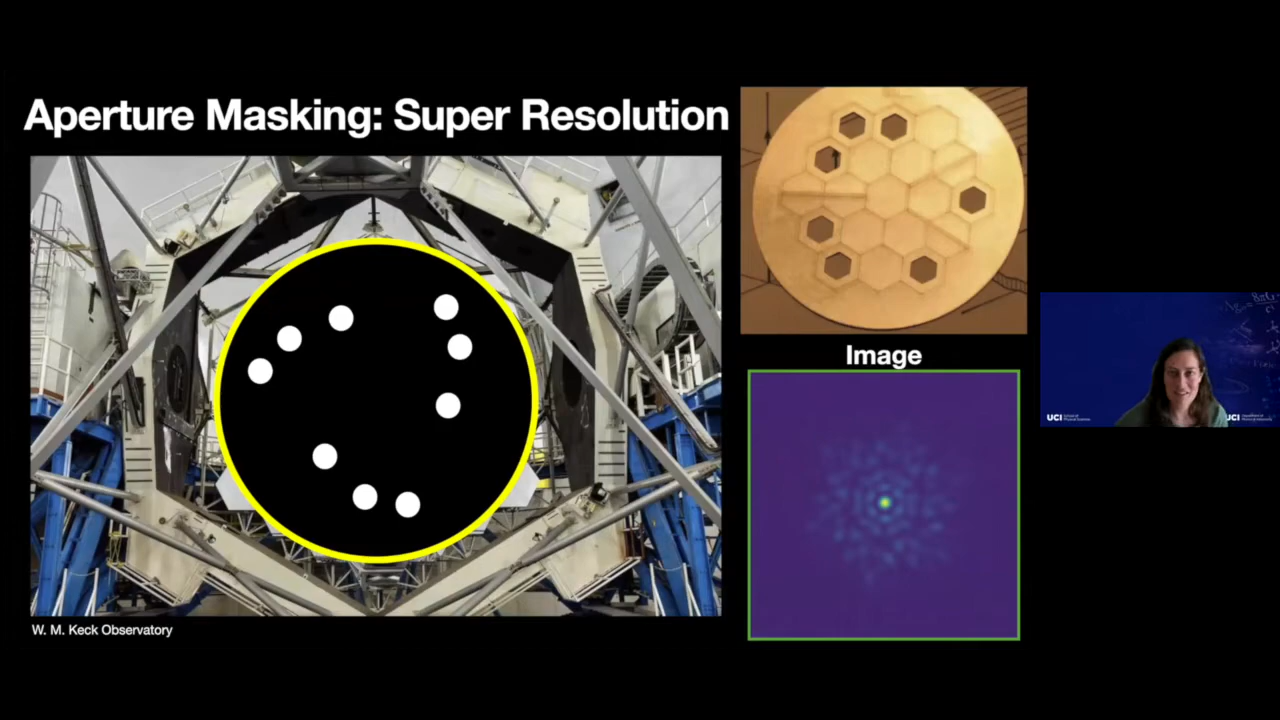 Aperture Masking: Super Resolution
Image
W. M. Keck Observatory
UCI
UCI